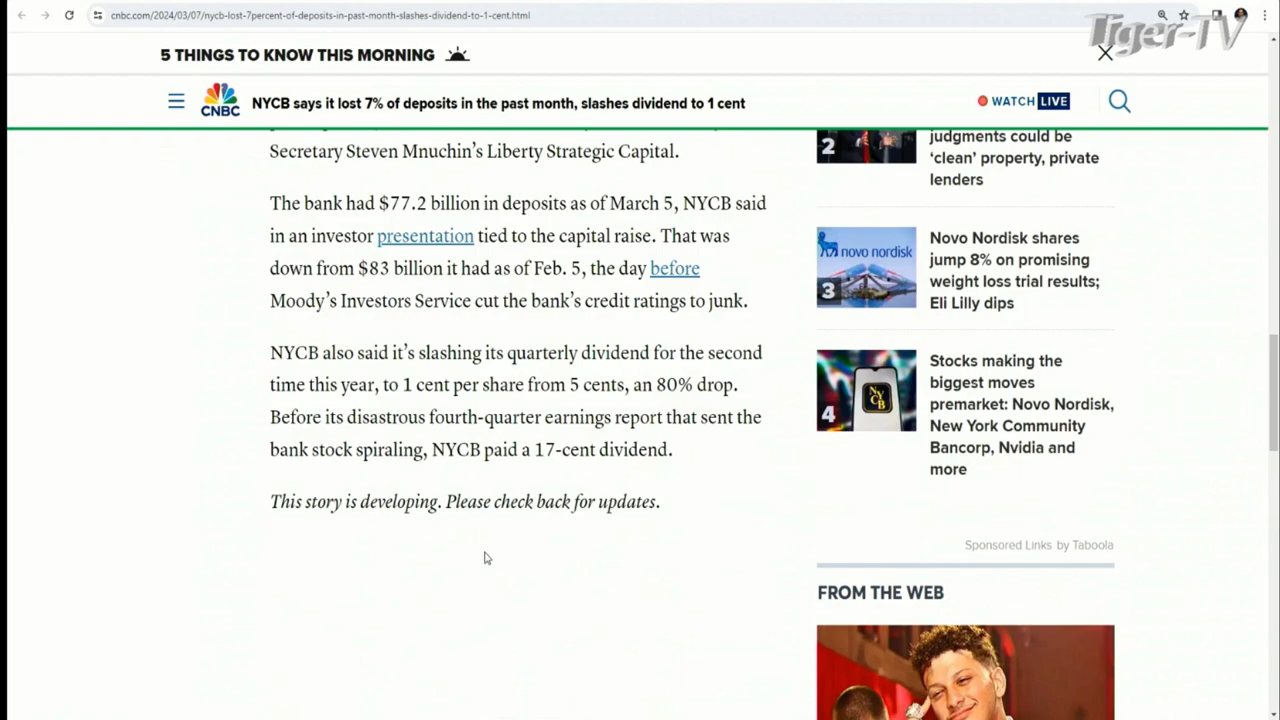 cnbc.com/2024/03/07/nycb-lost-7percent-of-deposits-in-past-month-slashes-dividend-to-1-cent.html
Tiger-TV
5 THINGS TO KNOW THIS MORNING
CNBC
NYCB says it lost 7% of deposits in the past month, slashes dividend to 1 cent
WATCH LIVE
Secretary Steven Mnuchin's Liberty Strategic Capital.
The bank had $77.2 billion in deposits as of March 5, NYCB said
in an investor presentation tied to the capital raise. That was
down from $83 billion it had as of Feb. 5, the day before
Moody's Investors Service cut the bank's credit ratings to junk.
NYCB also said it's slashing its quarterly dividend for the second
time this year, to 1 cent per share from 5 cents, an 80% drop.
Before its disastrous fourth-quarter earnings report that sent the
bank stock spiraling, NYCB paid a 17-cent dividend.
This story is developing. Please check back for updates.
2
judgments could be
‘clean’ property, private
lenders
novo nordisk
3
Novo Nordisk shares
jump 8% on promising
weight loss trial results;
Eli Lilly dips
NYCB
4
Stocks making the
biggest moves
premarket: Novo Nordisk,
New York Community
Bancorp, Nvidia and
more
Sponsored Links by Taboola
FROM THE WEB